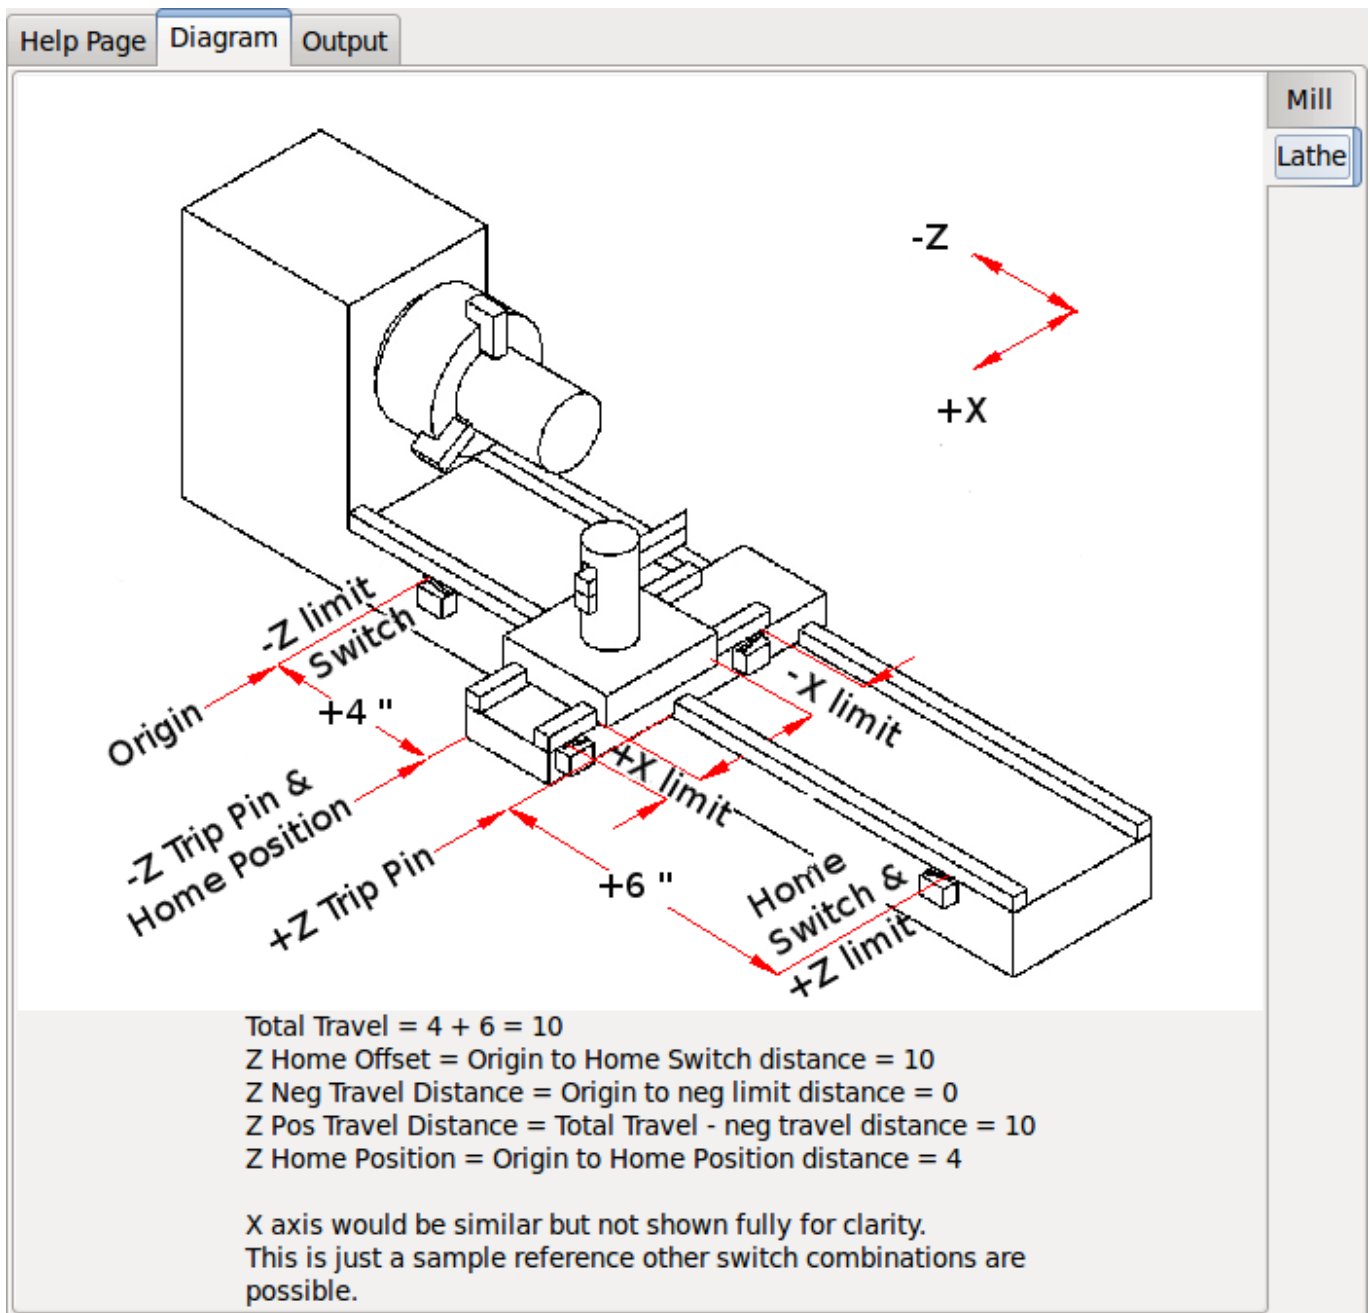 Help Page
Diagram
Output
Mill
Lathe
-Z
+X
-Z limit
Switch
Origin
+4 "
-X limit
+X limit
-Z Trip Pin &
Home Position
+Z Trip Pin
+6 "
Home
Switch &
+Z limit
Total Travel = 4 + 6 = 10
Z Home Offset = Origin to Home Switch distance = 10
Z Neg Travel Distance = Origin to neg limit distance = 0
Z Pos Travel Distance = Total Travel - neg travel distance = 10
Z Home Position = Origin to Home Position distance = 4
X axis would be similar but not shown fully for clarity.
This is just a sample reference other switch combinations are
possible.